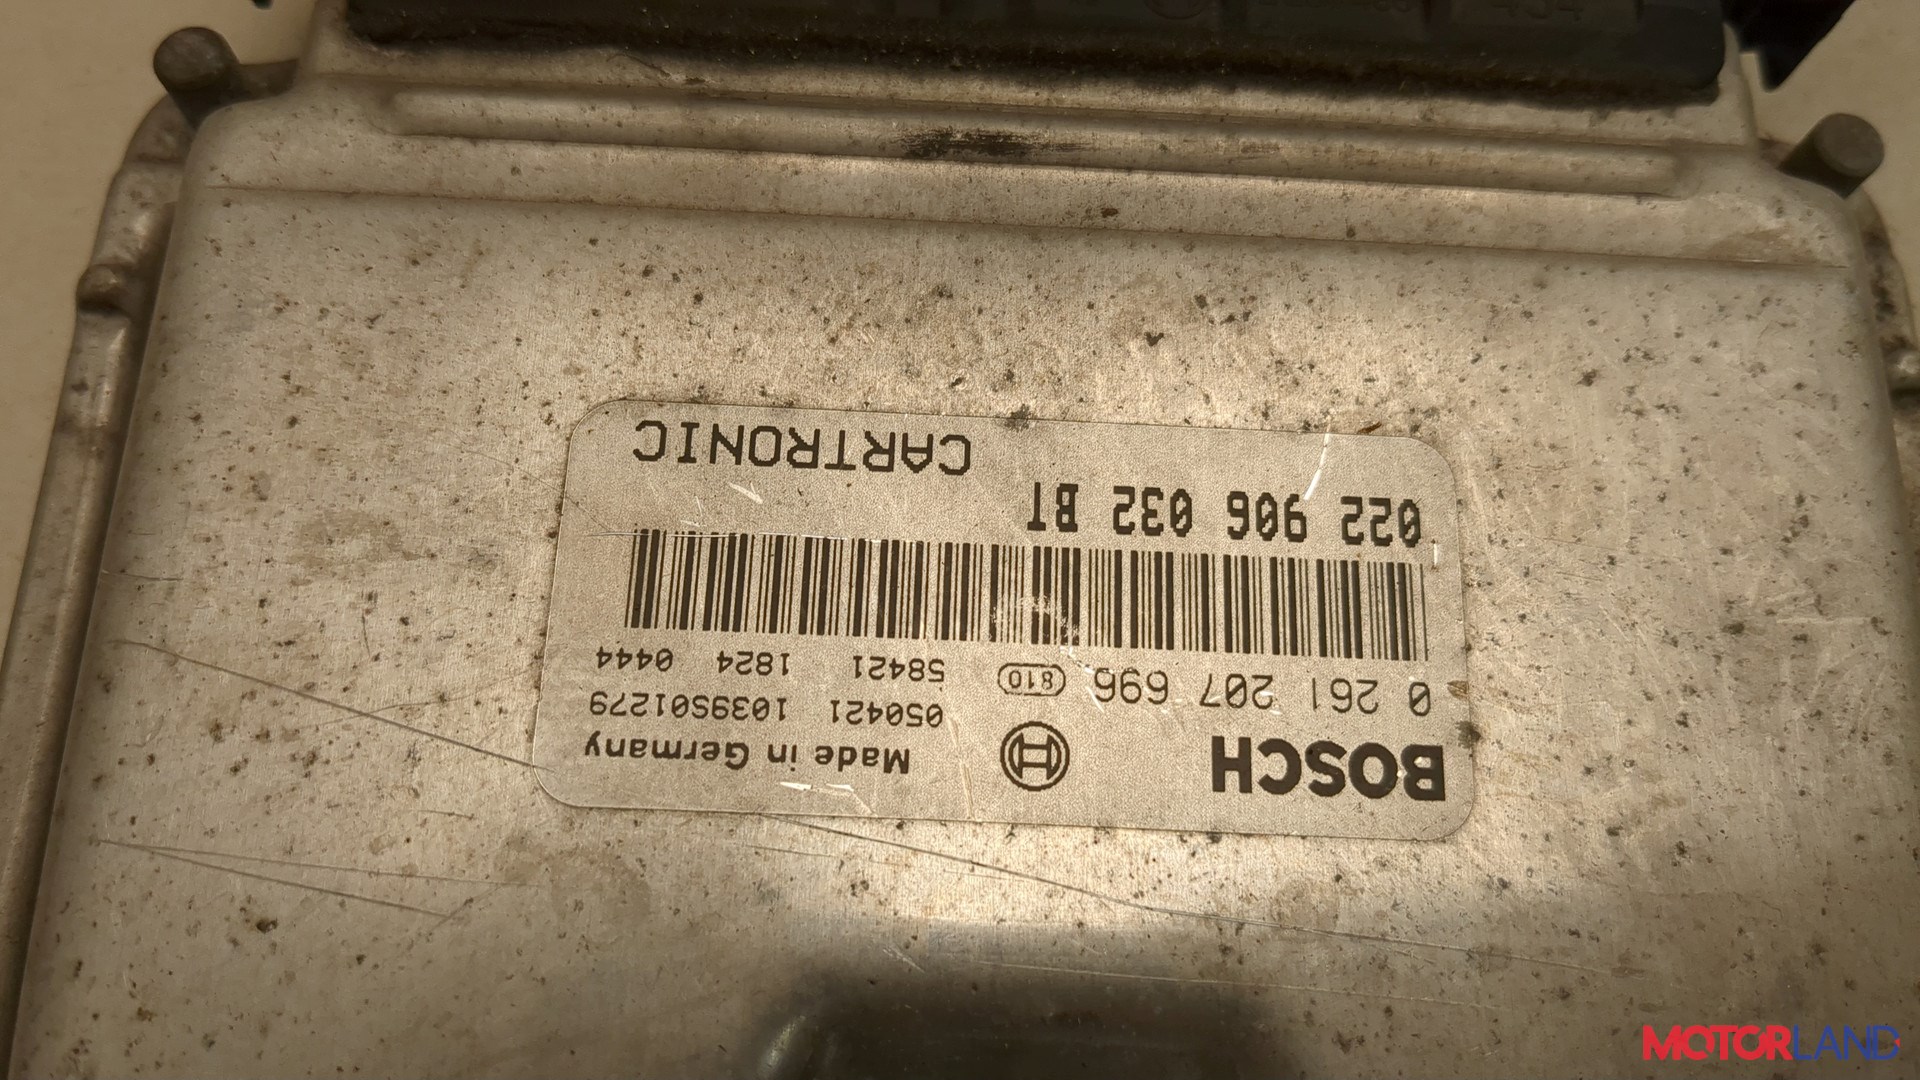 BOSCH
Made in Germany
050421 1039S01279
0 261 207 696 810 58421 1824 0444
022 906 032 BT
CARTRONIC
MOTORLAND